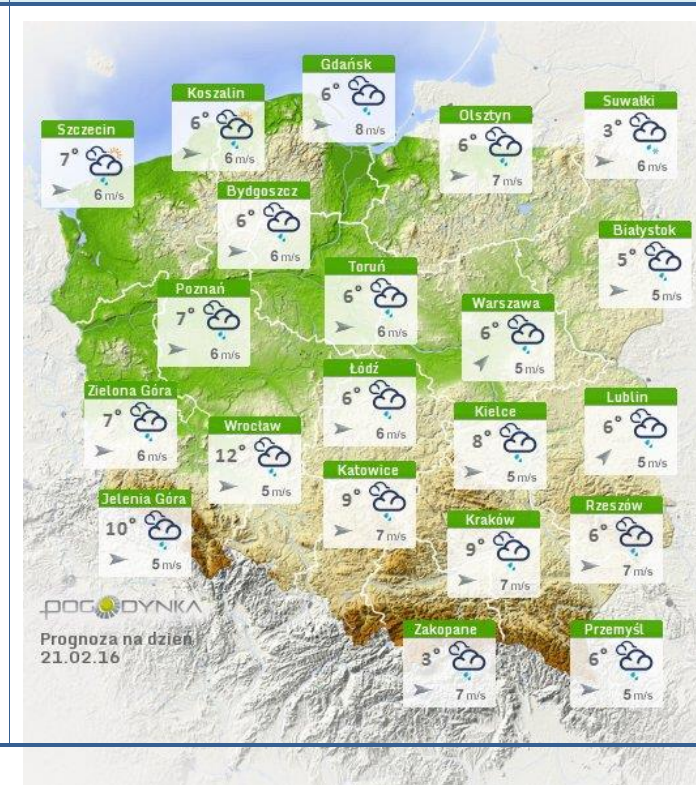 Gdańsk
6°
8 m/s
Koszalin
6°
6 m/s
Suwałki
3°
6 m/s
Olsztyn
6°
7 m/s
Szczecin
7°
6 m/s
Bydgoszcz
6°
6 m/s
Białystok
5°
5 m/s
Toruń
6°
6 m/s
Poznań
7°
6 m/s
Warszawa
6°
5 m/s
Łódź
6°
6 m/s
Zielona Góra
7°
6 m/s
Lublin
6°
5 m/s
Kielce
8°
5 m/s
Wrocław
12°
5 m/s
Katowice
9°
7 m/s
Jelenia Góra
10°
5 m/s
Rzeszów
6°
7 m/s
Kraków
9°
7 m/s
POGODYNKA
Prognoza na dzień
21.02.16
Zakopane
3°
7 m/s
Przemyśl
6°
5 m/s